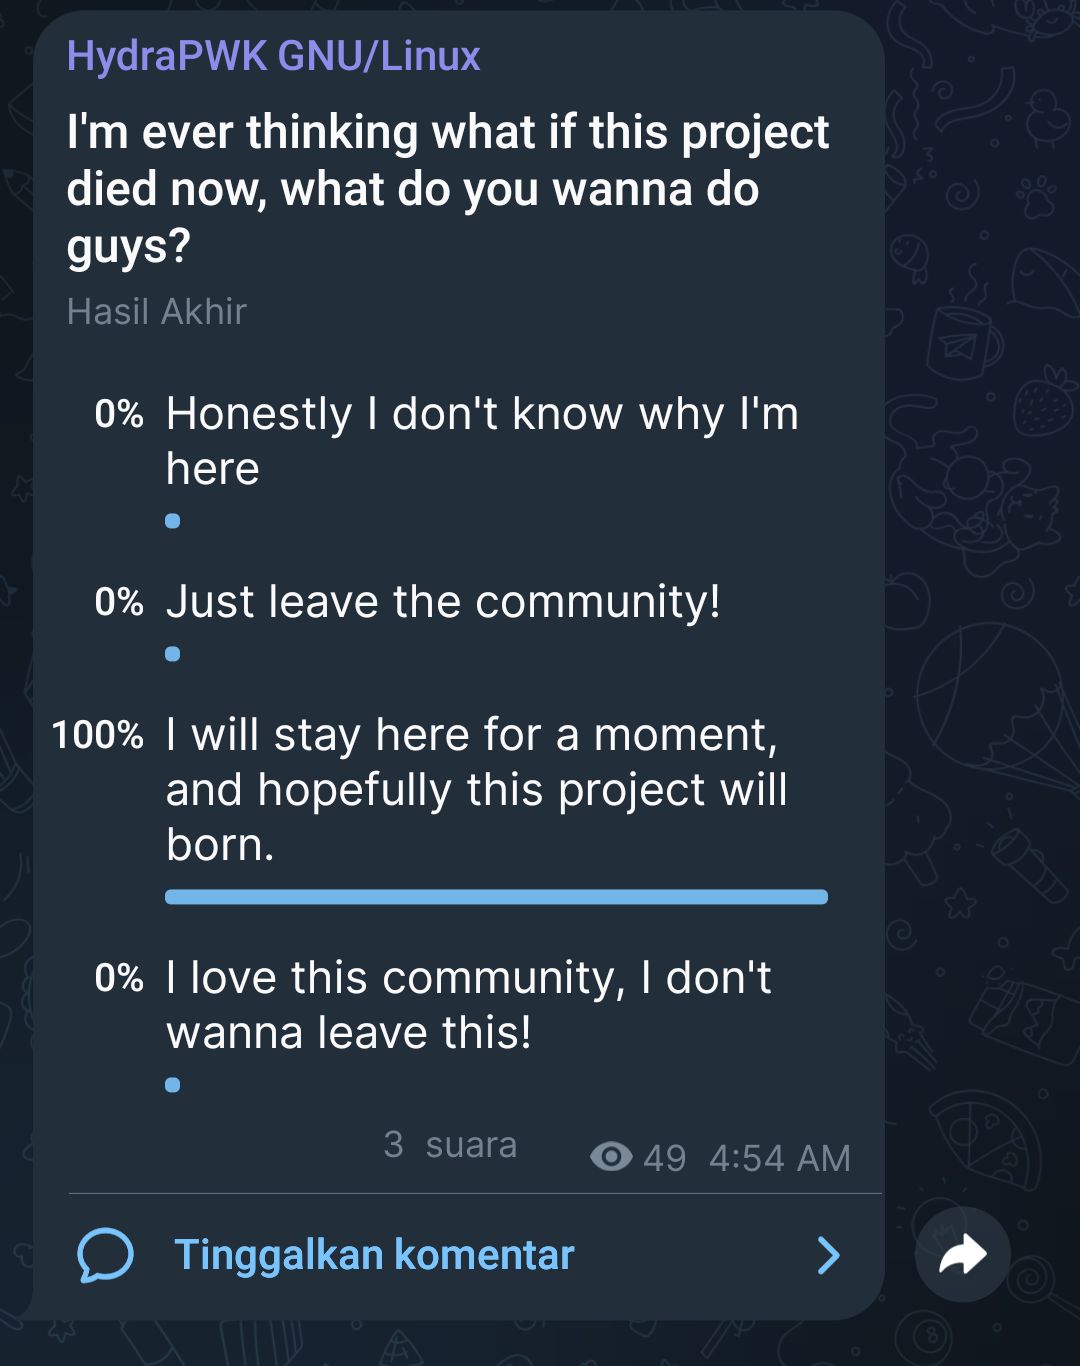 HydraPWK GNU/Linux
I'm ever thinking what if this project
died now, what do you wanna do
guys?
Hasil Akhir
0% Honestly I don't know why I'm
here
0% Just leave the community!
100% I will stay here for a moment,
and hopefully this project will
born.
0% I love this community, I don't
wanna leave this!
3 suara 49 4:54 AM
Tinggalkan komentar